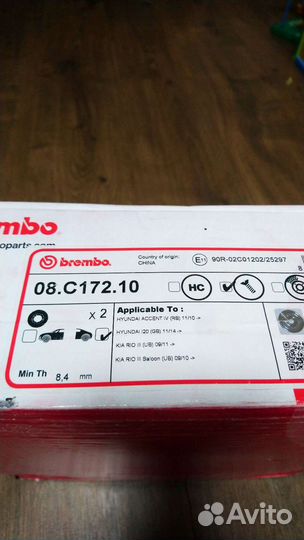 mbo
oparts.com
brembo.
Country of origin:
CHINA
E11 90R-02C01202/25297
08.C172.10
HC
X 2
Applicable To :
HYUNDAI ACCENT IV (RB) 11/10 ->
HYUNDAI I20 (GB) 11/14 ->
KIA RIO III (UB) 09/11 ->
KIA RIO III Saloon (UB) 09/10 ->
Min Th 8,4 mm
Avito